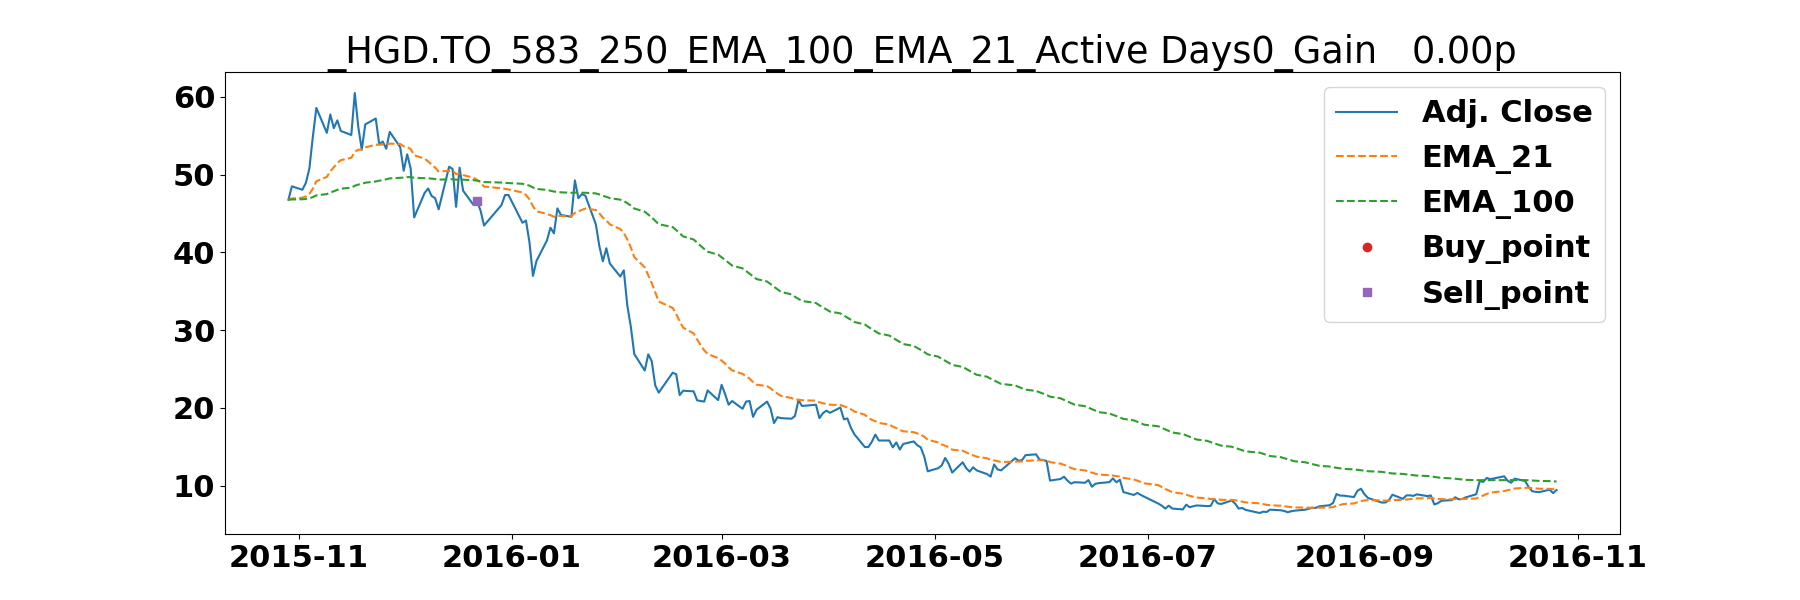 _HGD.TO_583_250_EMA_100_EMA_21_Active Days0_Gain   0.00p
60
50
40
30
20
10
Adj. Close
EMA_21
EMA_100
Buy_point
Sell_point
2015-11 2016-01 2016-03 2016-05 2016-07 2016-09 2016-11